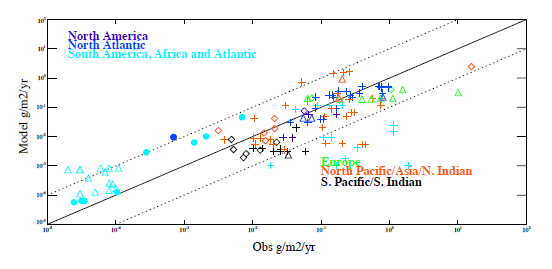 North America
North Atlantic
South America, Africa and Atlantic
Model g/m2/yr
Europe
North Pacific/Asia/N. Indian
S. Pacific/S. Indian
Obs g/m2/yr